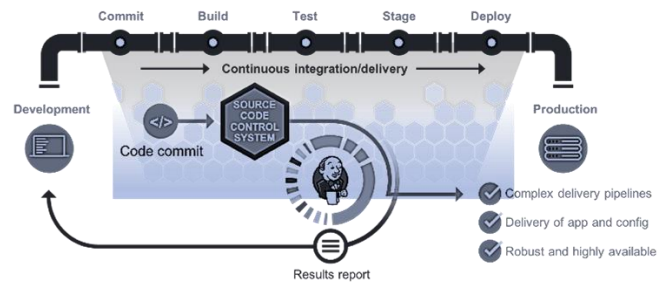 Commit
Build
Test
Stage
Deploy
Continuous integration/delivery
Development
Production
</>
SOURCE
CODE
CONTROL
SYSTEM
Code commit
Complex delivery pipelines
Delivery of app and config
Robust and highly available
Results report